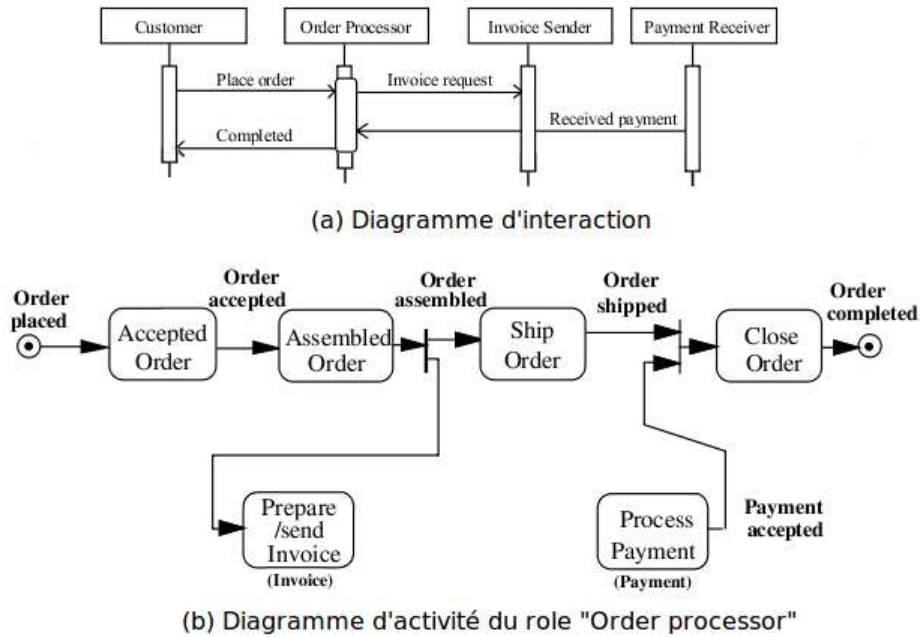 Customer
Order Processor
Invoice Sender
Payment Receiver
Place order
Invoice request
Received payment
Completed
(a) Diagramme d'interaction
Order
placed
Order
accepted
Order
assembled
Order
shipped
Order
completed
Accepted
Order
Assembled
Order
Ship
Order
Close
Order
Prepare
/send
Invoice
(Invoice)
Process
Payment
(Payment)
Payment
accepted
(b) Diagramme d'activité du role "Order processor"